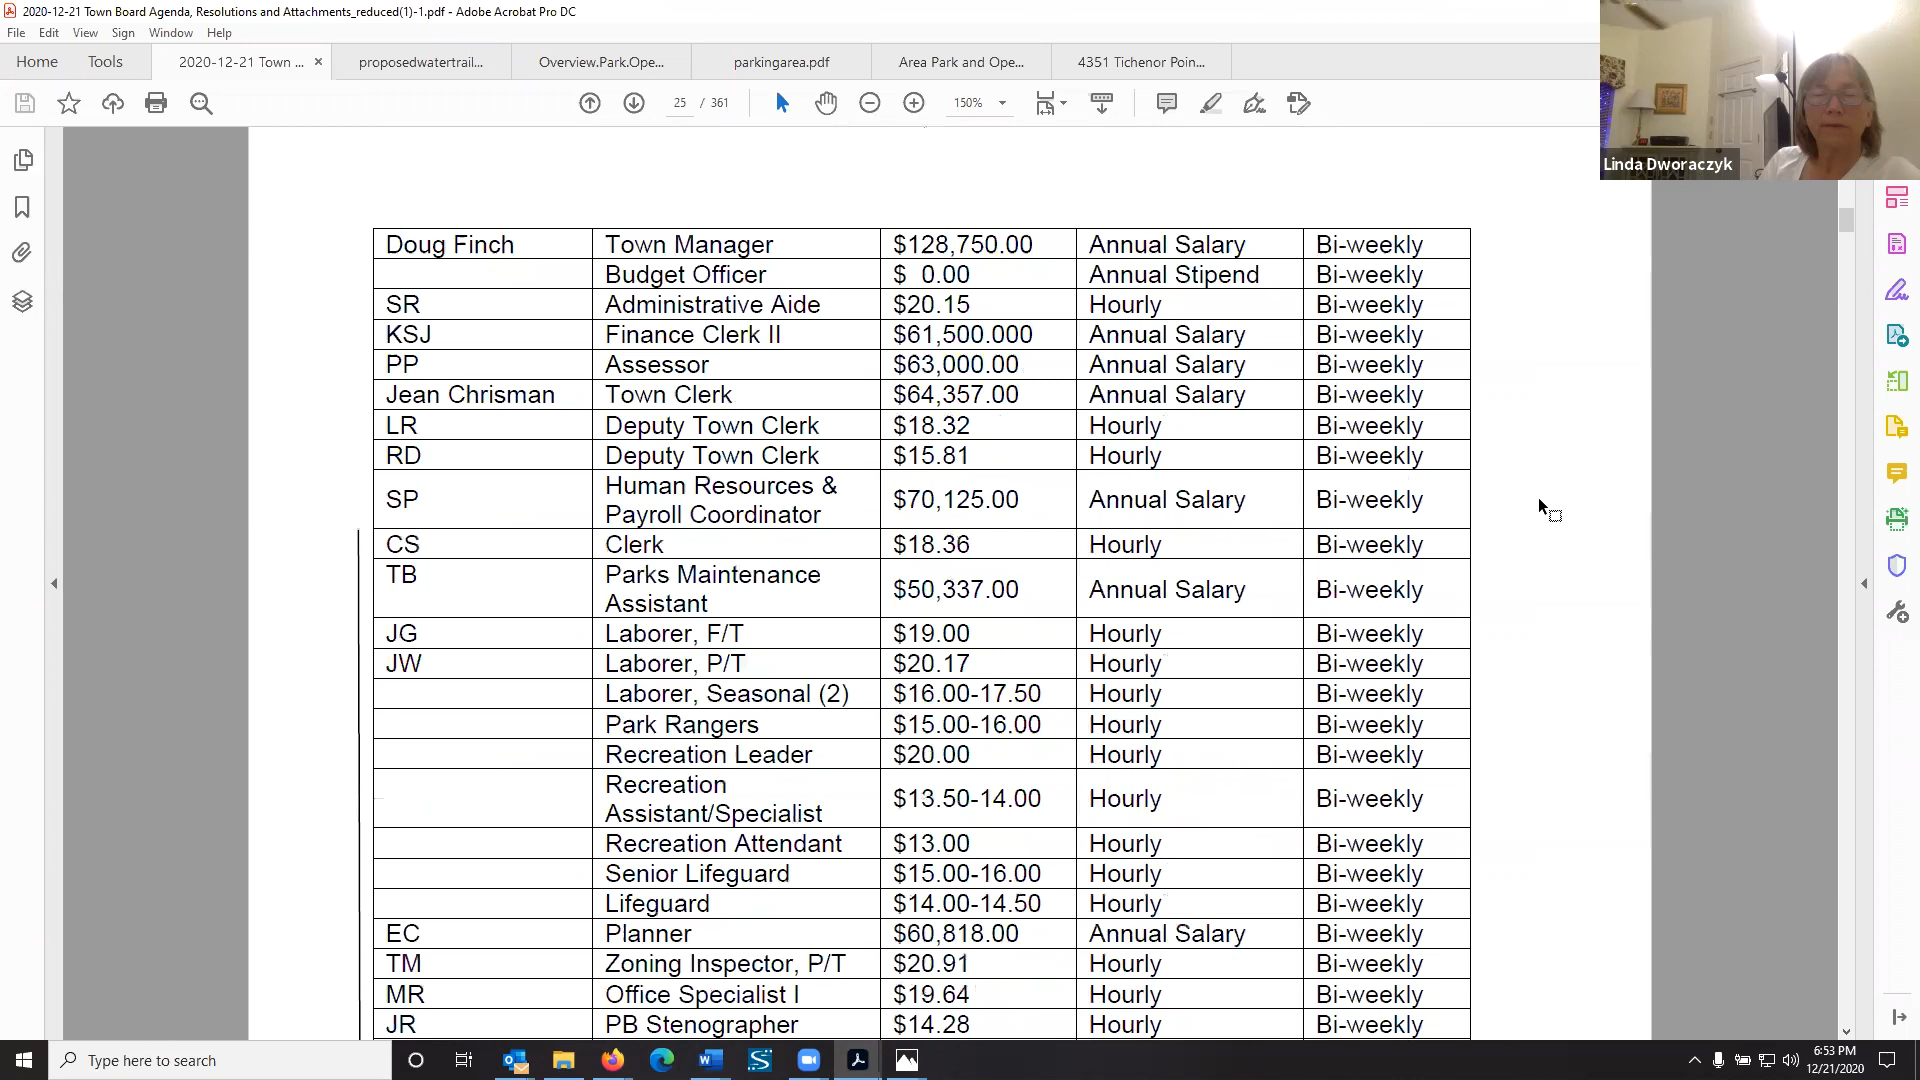 2020-12-21 Town Board Agenda, Resolutions and Attachments_reduced(1)-1.pdf - Adobe Acrobat Pro DC
File Edit View Sign Window Help
Home Tools 2020-12-21 Town ... × proposedwatertrail... Overview.Park.Ope... parkingarea.pdf Area Park and Ope... 4351 Tichenor Poin...
25 / 361 150%
Linda Dworaczyk
Doug Finch Town Manager $128,750.00 Annual Salary Bi-weekly
Budget Officer $ 0.00 Annual Stipend Bi-weekly
SR Administrative Aide $20.15 Hourly Bi-weekly
KSJ Finance Clerk II $61,500.000 Annual Salary Bi-weekly
PP Assessor $63,000.00 Annual Salary Bi-weekly
Jean Chrisman Town Clerk $64,357.00 Annual Salary Bi-weekly
LR Deputy Town Clerk $18.32 Hourly Bi-weekly
RD Deputy Town Clerk $15.81 Hourly Bi-weekly
SP Human Resources & Payroll Coordinator $70,125.00 Annual Salary Bi-weekly
CS Clerk $18.36 Hourly Bi-weekly
TB Parks Maintenance Assistant $50,337.00 Annual Salary Bi-weekly
JG Laborer, F/T $19.00 Hourly Bi-weekly
JW Laborer, P/T $20.17 Hourly Bi-weekly
Laborer, Seasonal (2) $16.00-17.50 Hourly Bi-weekly
Park Rangers $15.00-16.00 Hourly Bi-weekly
Recreation Leader $20.00 Hourly Bi-weekly
Recreation Assistant/Specialist $13.50-14.00 Hourly Bi-weekly
Recreation Attendant $13.00 Hourly Bi-weekly
Senior Lifeguard $15.00-16.00 Hourly Bi-weekly
Lifeguard $14.00-14.50 Hourly Bi-weekly
EC Planner $60,818.00 Annual Salary Bi-weekly
TM Zoning Inspector, P/T $20.91 Hourly Bi-weekly
MR Office Specialist I $19.64 Hourly Bi-weekly
JR PB Stenographer $14.28 Hourly Bi-weekly
Type here to search
6:53 PM
12/21/2020